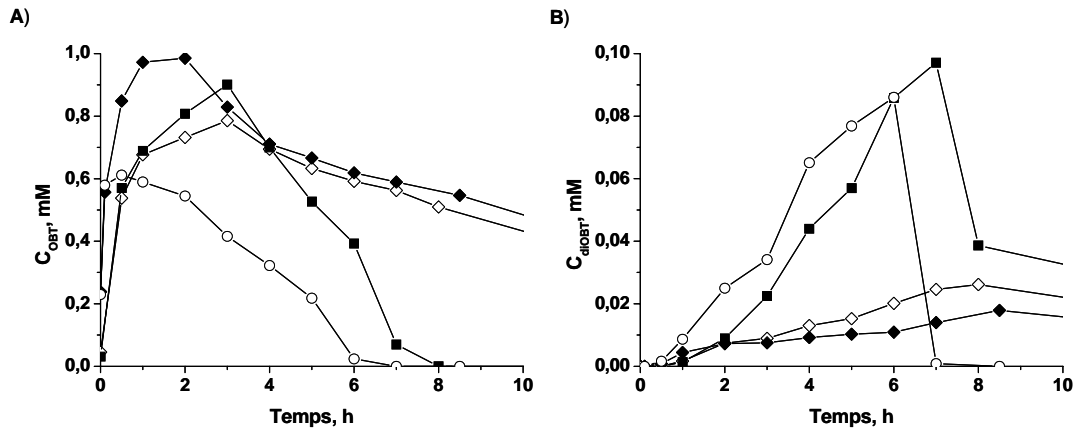 A)
1,0
0,8
0,6
0,4
0,2
0,0
C_OBT, mM
0 2 4 6 8 10
Temps, h
B)
0,10
0,08
0,06
0,04
0,02
0,00
C_diOBT, mM
0 2 4 6 8 10
Temps, h